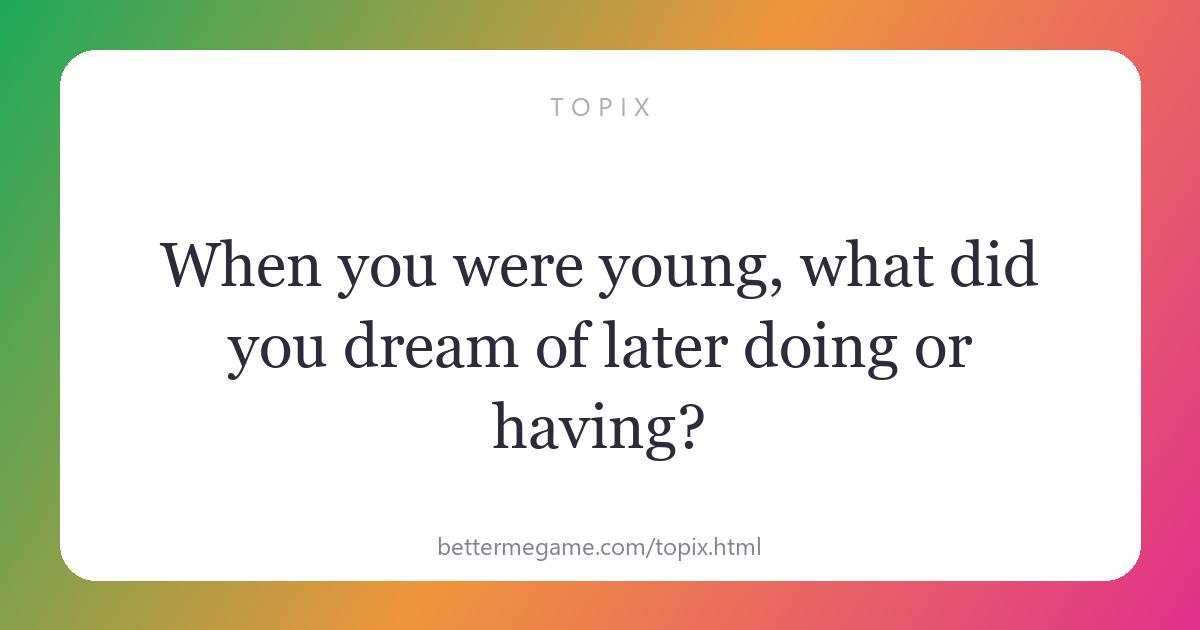 TOPIX
When you were young, what did
you dream of later doing or
having?
bettermegame.com/topix.html